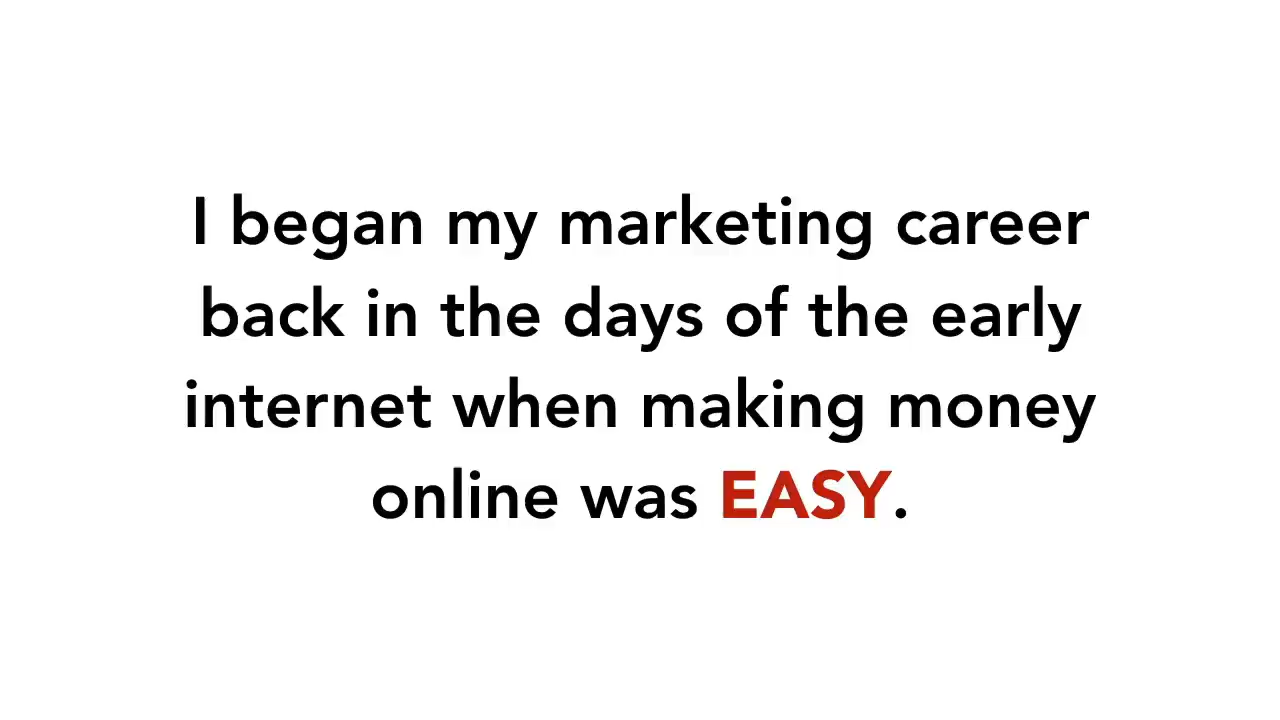 I began my marketing career
back in the days of the early
internet when making money
online was EASY.